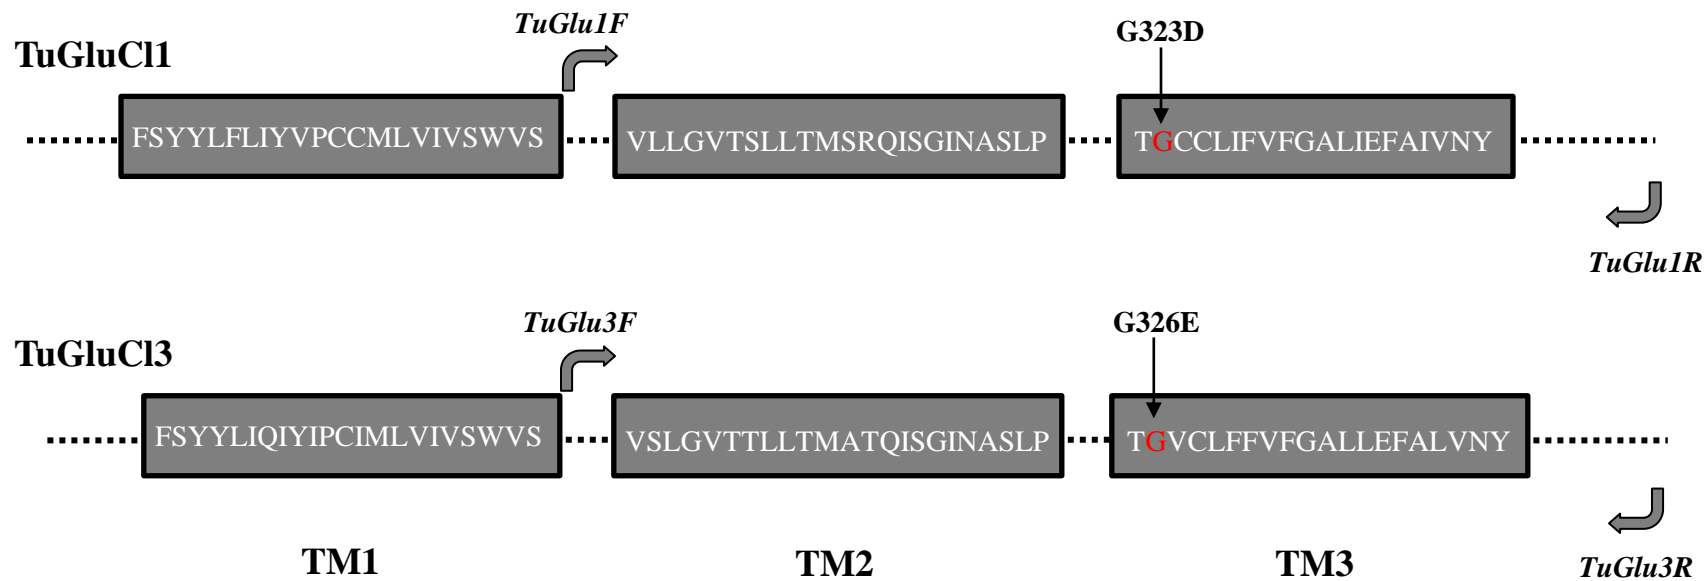 TuGlu1F
G323D
TuGluCl1
FSYYLFLIYVPCCMLVIVSWVS
VLLGVTSLLTMSRQISGINASLP
TGCCLIFVFGALIEFAIVNY
TuGlu1R
TuGlu3F
G326E
TuGluCl3
FSYYLIQIYIPCIMLVIVSWVS
VSLGVTTLLTMATQISGINASLP
TGVCLFFVFGALLEFALVNY
TM1
TM2
TM3
TuGlu3R